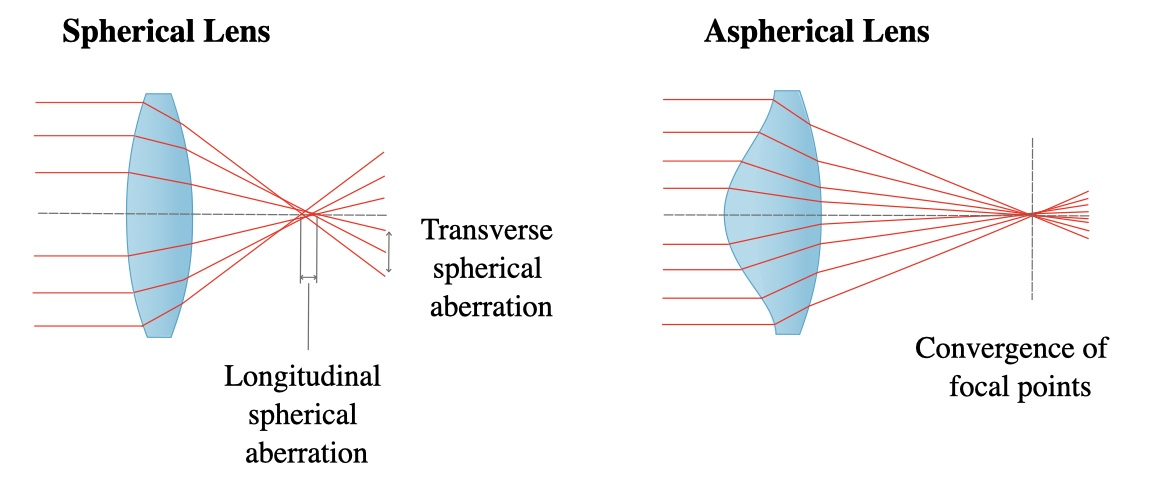 Spherical Lens
Aspherical Lens
Transverse
spherical
aberration
Longitudinal
spherical
aberration
Convergence of
focal points